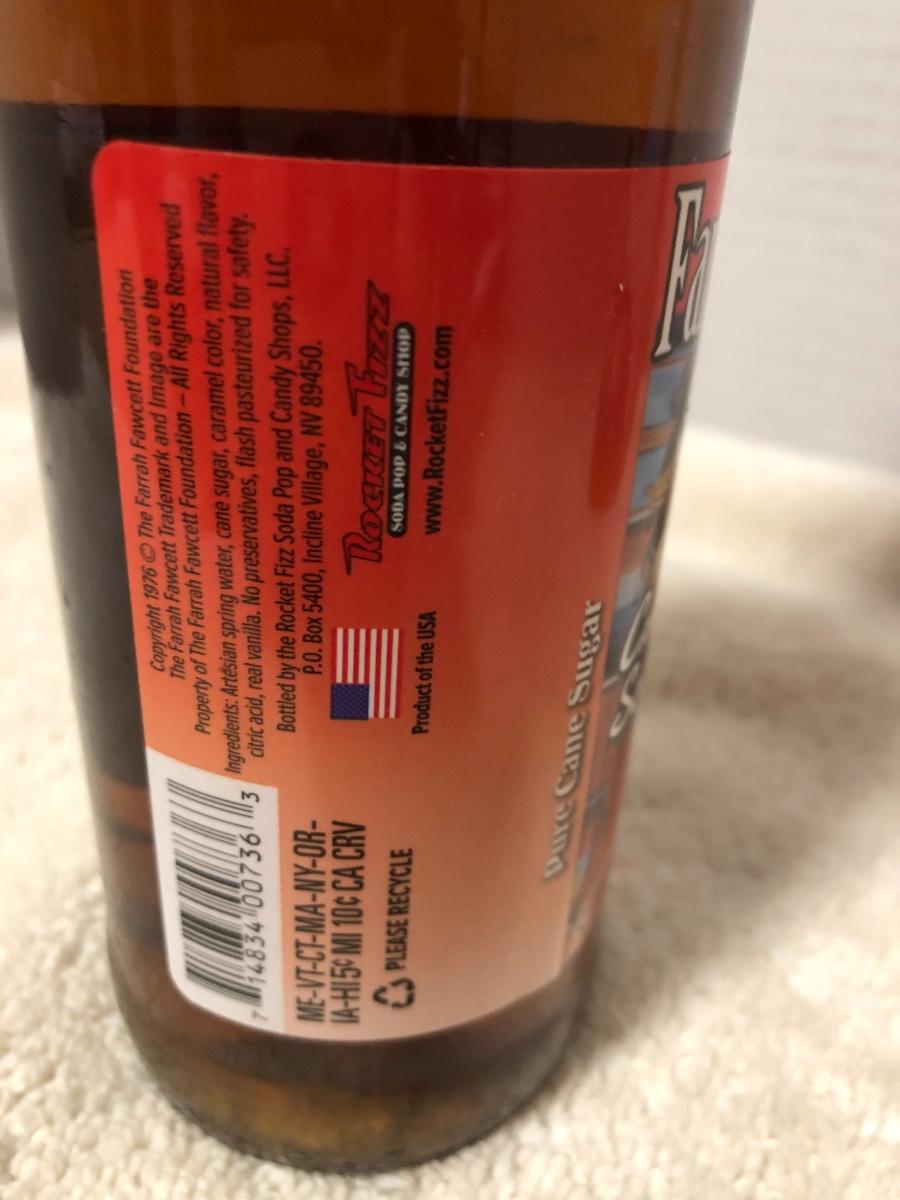 Copyright 1976 © The Farrah Fawcett Foundation
The Farrah Fawcett Trademark and Image are the
Property of The Farrah Fawcett Foundation – All Rights Reserved
Ingredients: Artesian spring water, cane sugar, caramel color, natural flavor,
citric acid, real vanilla. No preservatives, flash pasteurized for safety.
Bottled by the Rocket Fizz Soda Pop and Candy Shops, LLC.
P.O. Box 5400, Incline Village, NV 89450.
ROCKET FIZZ
SODA POP & CANDY SHOP
Product of the USA
www.RocketFizz.com
7 14834 00736 3
ME-VT-CT-MA-NY-OR-
IA-HI 5¢ MI 10¢ CA CRV
PLEASE RECYCLE
Pure Cane Sugar